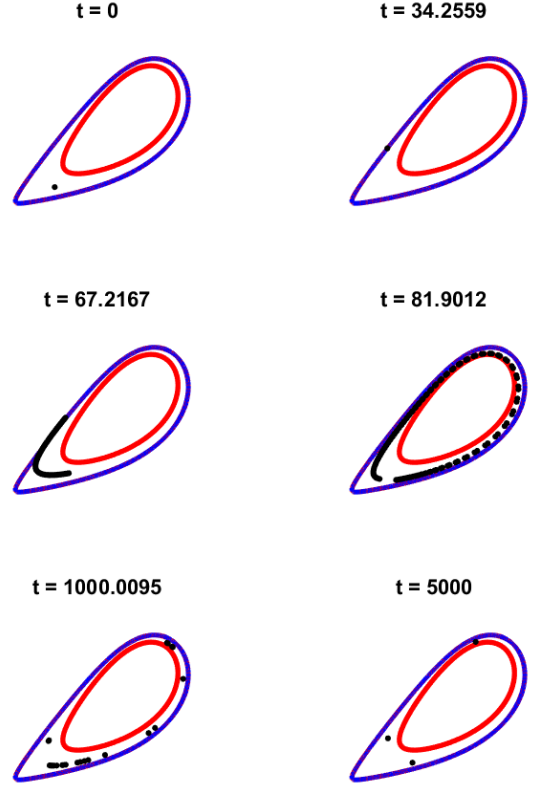 t = 0
t = 34.2559
t = 67.2167
t = 81.9012
t = 1000.0095
t = 5000